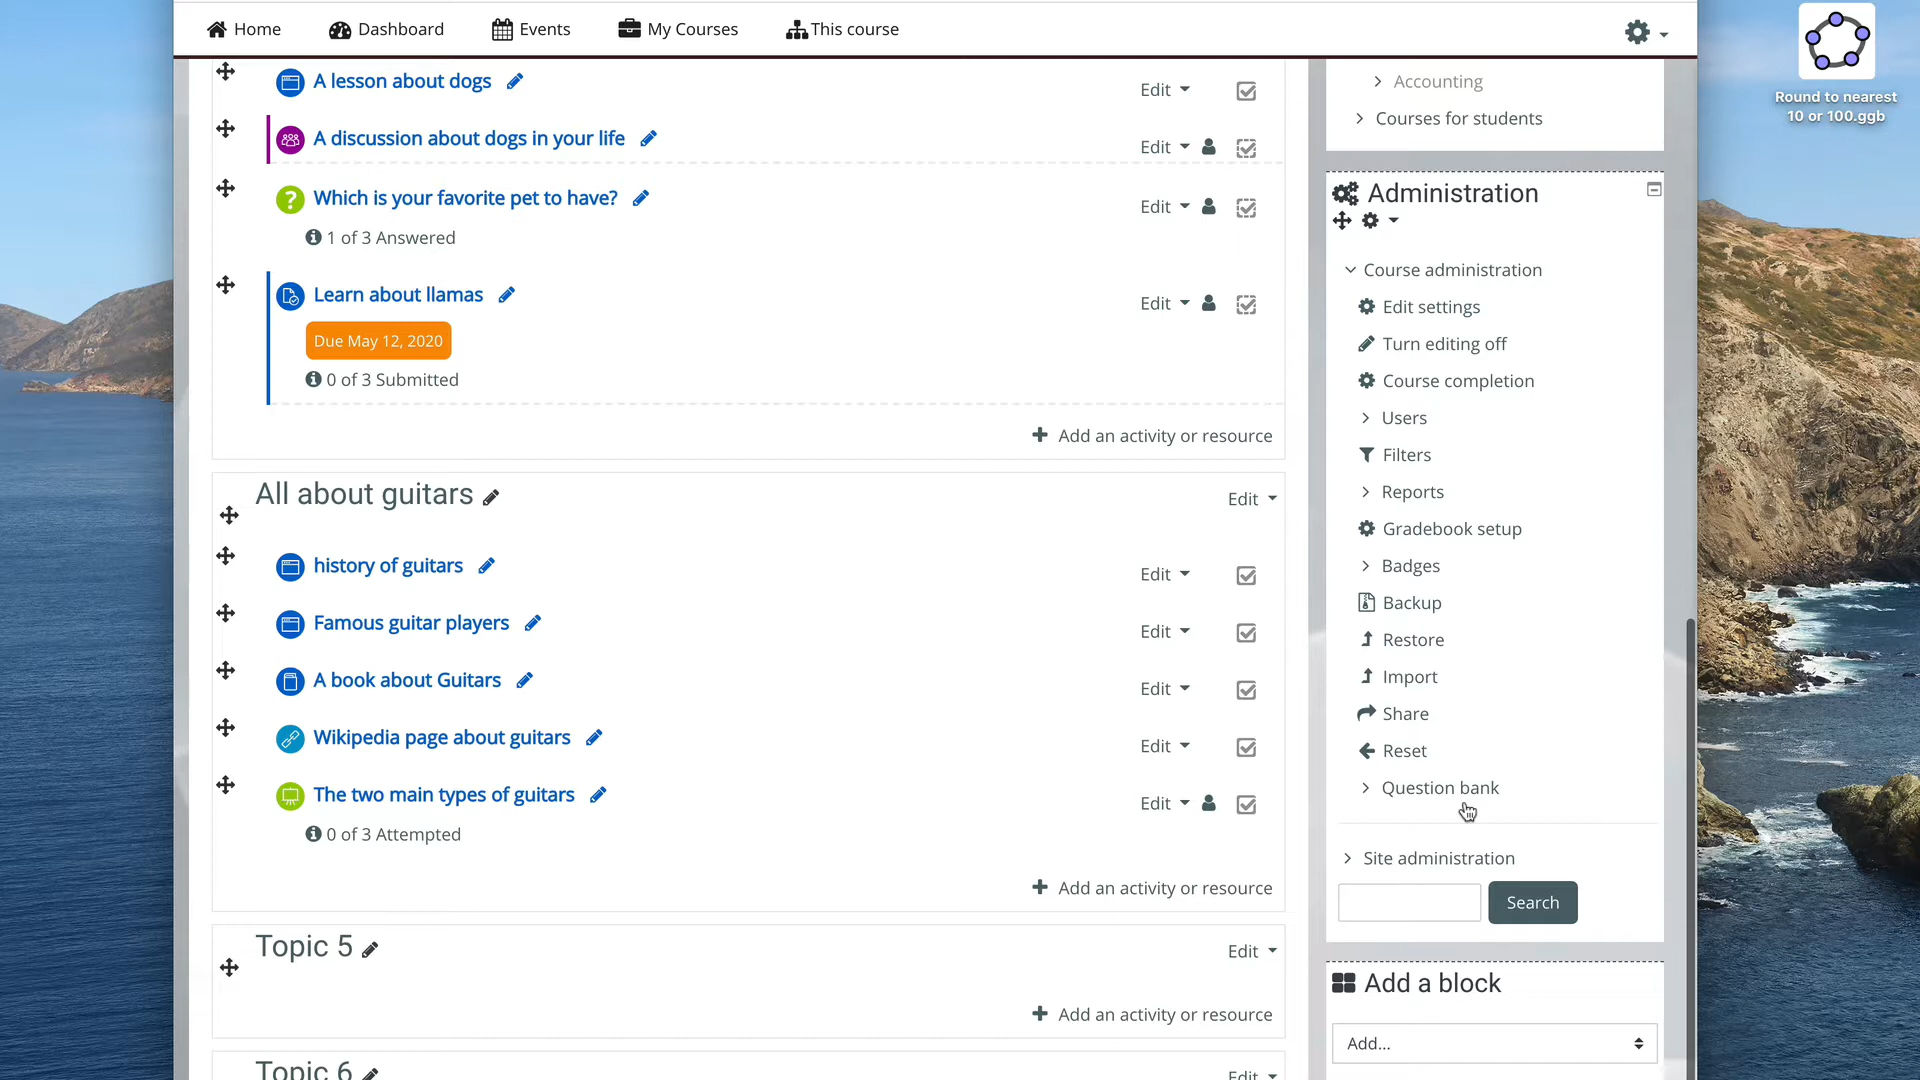 Home
Dashboard
Events
My Courses
This course
A lesson about dogs
Edit
A discussion about dogs in your life
Edit
Which is your favorite pet to have?
Edit
1 of 3 Answered
Learn about llamas
Edit
Due May 12, 2020
0 of 3 Submitted
Add an activity or resource
All about guitars
Edit
history of guitars
Edit
Famous guitar players
Edit
A book about Guitars
Edit
Wikipedia page about guitars
Edit
The two main types of guitars
Edit
0 of 3 Attempted
Add an activity or resource
Topic 5
Edit
Add an activity or resource
Topic 6
Edit
Accounting
Courses for students
Administration
Course administration
Edit settings
Turn editing off
Course completion
Users
Filters
Reports
Gradebook setup
Badges
Backup
Restore
Import
Share
Reset
Question bank
Site administration
Search
Add a block
Add...
Round to nearest
10 or 100.ggb